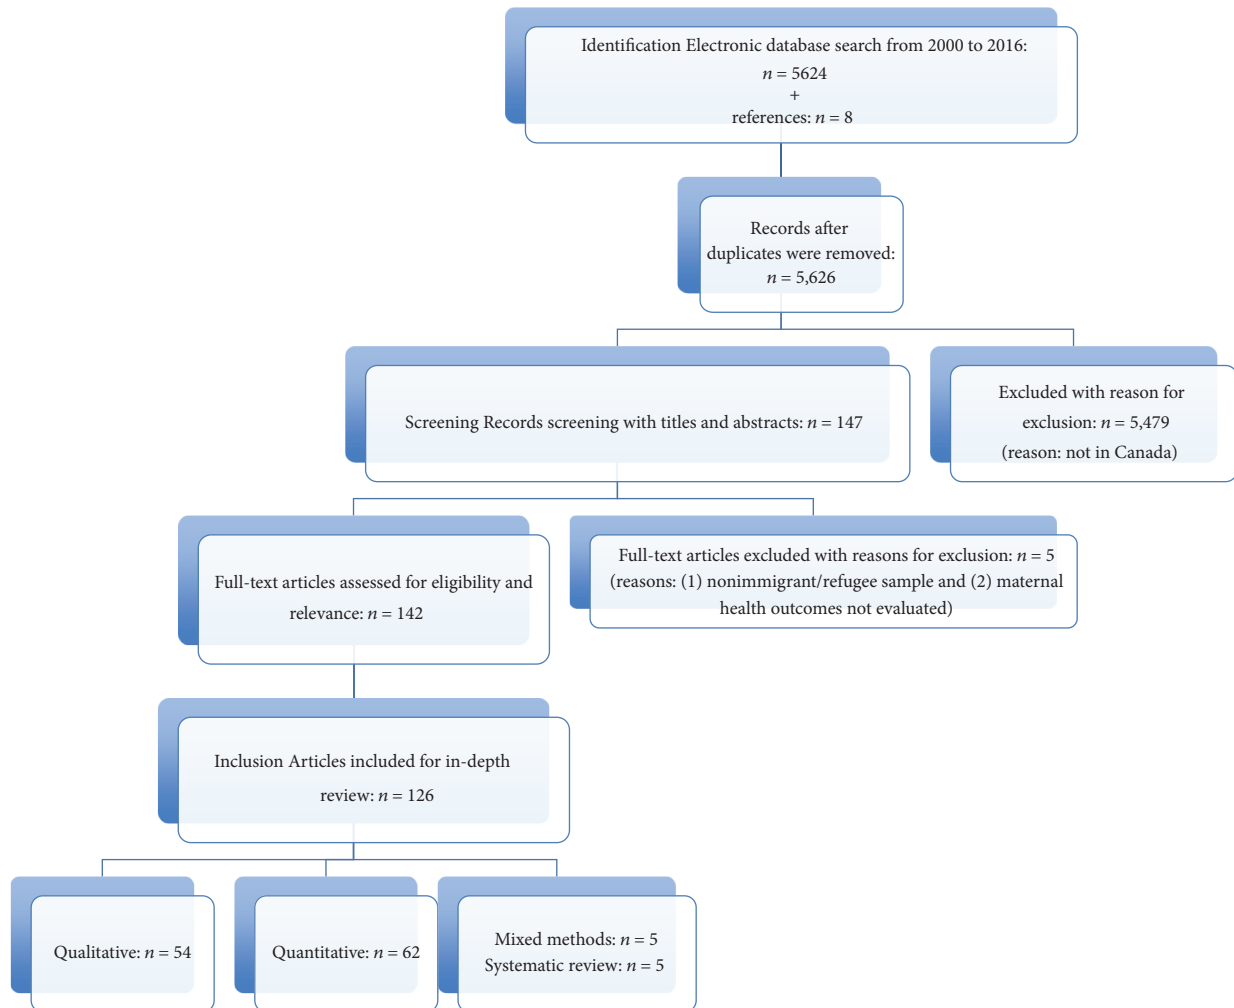 Identification Electronic database search from 2000 to 2016:
n = 5624
+
references: n = 8
Records after
duplicates were removed:
n = 5,626
Screening Records screening with titles and abstracts: n = 147
Excluded with reason for
exclusion: n = 5,479
(reason: not in Canada)
Full-text articles assessed for eligibility and
relevance: n = 142
Full-text articles excluded with reasons for exclusion: n = 5
(reasons: (1) nonimmigrant/refugee sample and (2) maternal
health outcomes not evaluated)
Inclusion Articles included for in-depth
review: n = 126
Qualitative: n = 54
Quantitative: n = 62
Mixed methods: n = 5
Systematic review: n = 5